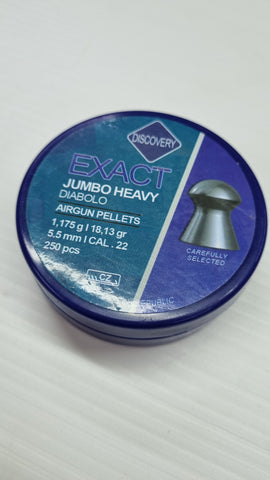 DISCOVERY
EXACT
JUMBO HEAVY
DIABOLO
AIRGUN PELLETS
1,175 g | 18,13 gr
5.5 mm | CAL . 22
250 pcs
CAREFULLY
SELECTED
CZ